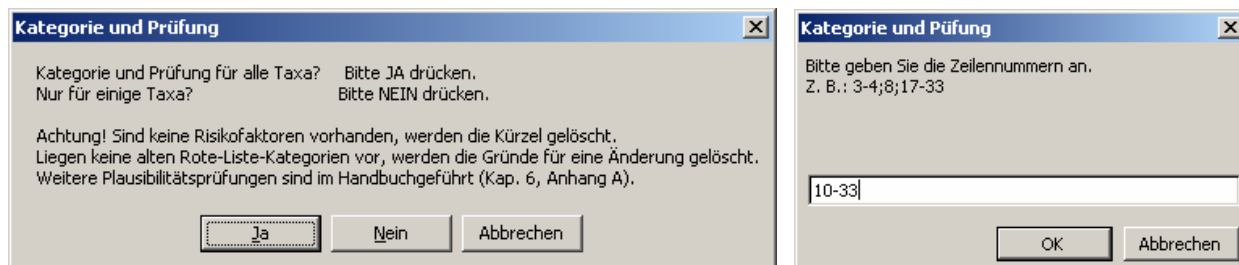 Kategorie und Prüfung
Kategorie und Prüfung für alle Taxa? Bitte JA drücken.
Nur für einige Taxa? Bitte NEIN drücken.
Achtung! Sind keine Risikofaktoren vorhanden, werden die Kürzel gelöscht.
Liegen keine alten Rote-Liste-Kategorien vor, werden die Gründe für eine Änderung gelöscht.
Weitere Plausibilitätsprüfungen sind im Handbuchgeführt (Kap. 6, Anhang A).
Ja Nein Abbrechen
Kategorie und Püfung
Bitte geben Sie die Zeilennummern an.
Z. B.: 3-4;8;17-33
10-33
OK Abbrechen